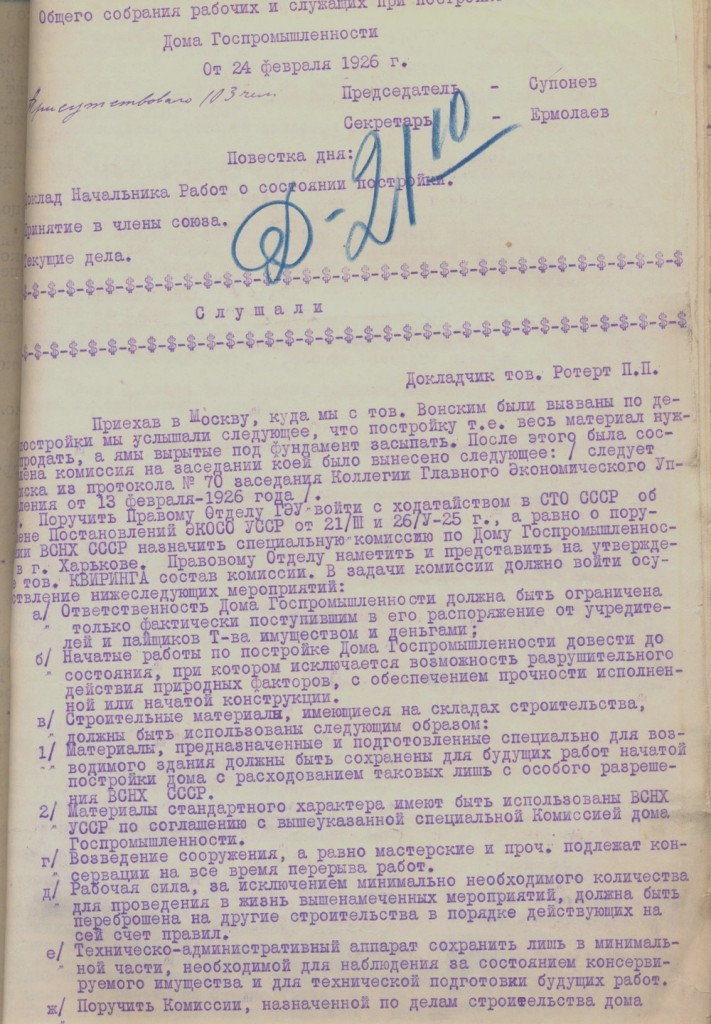 Общего собрания рабочих и служащих при
Дома Госпромышленности
От 24 февраля 1926 г.
Присутствовало 103 чел.
Председатель - Супонев
Секретарь - Ермолаев
Д-21/10
Повестка дня:
оклад Начальника Работ о состоянии постройки.
ринятие в члены союза.
екущие дела.
$-$-$-$-$-$-$-$-$-$-$-$-$-$-$-$-$-$-$-$-$-$-$-$-$-$-$-$-$-$
С л у ш а л и
$-$-$-$-$-$-$-$-$-$-$-$-$-$-$-$-$-$-$-$-$-$-$-$-$-$-$-$-$-$
Докладчик тов. Ротерт П.П.
Приехав в Москву, куда мы с тов. Вонским были вызваны по де-
постройки мы услышали следующее, что постройку т.е. весь материал нуж-
продать, а ямы вырытые под фундамент засыпать. После этого была сос-
лена комиссия на заседании коей было вынесено следующее: / следует
иска из протокола № 70 заседания Коллегии Главного Экономического Уп-
ления от 13 февраля-1926 года /.
Поручить Правому Отделу ГЭУ войти с ходатайством в СТО СССР об
ене Постановлений ЭКОСО УССР от 21/III и 26/У-25 г., а равно о пору-
ии ВСНХ СССР назначить специальную комиссию по Дому Госпромышленнос-
в г. Харькове. Правовому Отделу наметить и представить на утвержде-
е тов. КВИРИНГА состав комиссии. В задачи комиссии должно войти осу-
ствление нижеследующих мероприятий:
а/ Ответственность Дома Госпромышленности должна быть ограничена
" только фактически поступившим в его распоряжение от учредите-
лей и пайщиков Т-ва имуществом и деньгами;
б/ Начатые работы по постройке Дома Госпромышленности довести до
" состояния, при котором исключается возможность разрушительного
действия природных факторов, с обеспечением прочности исполнен-
ной или начатой конструкции.
в/ Строительные материалы, имеющиеся на складах строительства,
" должны быть использованы следующим образом:
1/ Материалы, предназначенные и подготовленные специально для воз-
" водимого здания должны быть сохранены для будущих работ начатой
постройки дома с расходованием таковых лишь с особого разреше-
ния ВСНХ СССР.
2/ Материалы стандартного характера имеют быть использованы ВСНХ
" УССР по соглашению с вышеуказанной специальной Комиссией дома
Госпромышленности.
г/ Возведение сооружения, а равно мастерские и проч. подлежат кон-
" сервации на все время перерыва работ.
д/ Рабочая сила, за исключением минимально необходимого количества
" для проведения в жизнь вышенамеченных мероприятий, должна быть
переброшена на другие строительства в порядке действующих на
сей счет правил.
е/ Техническо-административный аппарат сохранить лишь в минималь-
" ной части, необходимой для наблюдения за состоянием консерви-
руемого имущества и для технической подготовки будущих работ.
ж/ Поручить Комиссии, назначенной по делам строительства дома